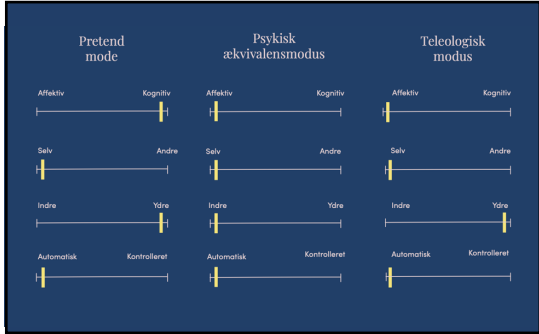 Pretend
mode
Affektiv Kognitiv
Selv Andre
Indre Ydre
Automatisk Kontrolleret
Psykisk
ækvivalensmodus
Affektiv Kognitiv
Selv Andre
Indre Ydre
Automatisk Kontrolleret
Teleologisk
modus
Affektiv Kognitiv
Selv Andre
Indre Ydre
Automatisk Kontrolleret